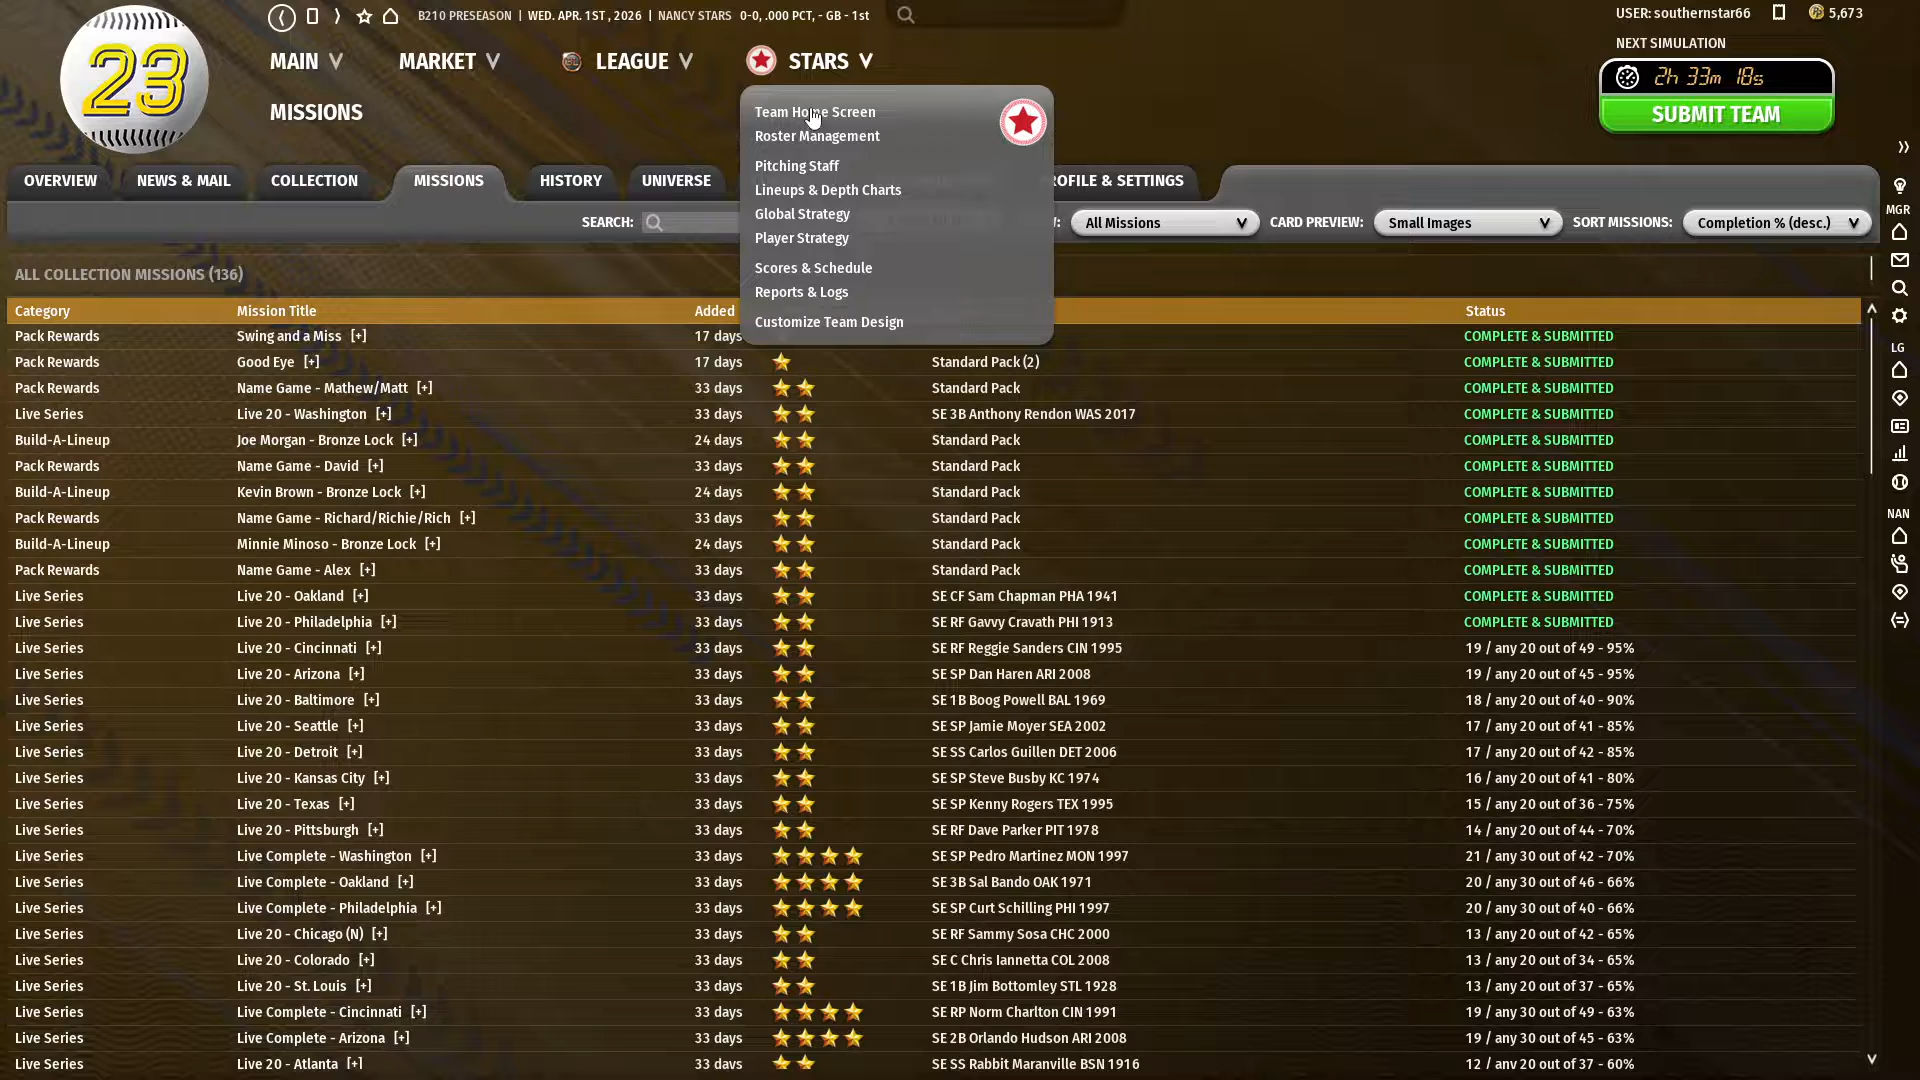 23
B210 PRESEASON | WED. APR. 1ST , 2026 | NANCY STARS 0-0, .000 PCT, - GB - 1st
USER: southernstar66 5,673
NEXT SIMULATION
2h 33m 18s
SUBMIT TEAM
MAIN MARKET LEAGUE STARS
MISSIONS
Team Home Screen
Roster Management
Pitching Staff
Lineups & Depth Charts
Global Strategy
Player Strategy
Scores & Schedule
Reports & Logs
Customize Team Design
OVERVIEW NEWS & MAIL COLLECTION MISSIONS HISTORY UNIVERSE ROFILE & SETTINGS
SEARCH: All Missions CARD PREVIEW: Small Images SORT MISSIONS: Completion % (desc.)
ALL COLLECTION MISSIONS (136)
Category Mission Title Added Status
Pack Rewards Swing and a Miss [+] 17 days COMPLETE & SUBMITTED
Pack Rewards Good Eye [+] 17 days Standard Pack (2) COMPLETE & SUBMITTED
Pack Rewards Name Game - Mathew/Matt [+] 33 days Standard Pack COMPLETE & SUBMITTED
Live Series Live 20 - Washington [+] 33 days SE 3B Anthony Rendon WAS 2017 COMPLETE & SUBMITTED
Build-A-Lineup Joe Morgan - Bronze Lock [+] 24 days Standard Pack COMPLETE & SUBMITTED
Pack Rewards Name Game - David [+] 33 days Standard Pack COMPLETE & SUBMITTED
Build-A-Lineup Kevin Brown - Bronze Lock [+] 24 days Standard Pack COMPLETE & SUBMITTED
Pack Rewards Name Game - Richard/Richie/Rich [+] 33 days Standard Pack COMPLETE & SUBMITTED
Build-A-Lineup Minnie Minoso - Bronze Lock [+] 24 days Standard Pack COMPLETE & SUBMITTED
Pack Rewards Name Game - Alex [+] 33 days Standard Pack COMPLETE & SUBMITTED
Live Series Live 20 - Oakland [+] 33 days SE CF Sam Chapman PHA 1941 COMPLETE & SUBMITTED
Live Series Live 20 - Philadelphia [+] 33 days SE RF Gavvy Cravath PHI 1913 COMPLETE & SUBMITTED
Live Series Live 20 - Cincinnati [+] 33 days SE RF Reggie Sanders CIN 1995 19 / any 20 out of 49 - 95%
Live Series Live 20 - Arizona [+] 33 days SE SP Dan Haren ARI 2008 19 / any 20 out of 45 - 95%
Live Series Live 20 - Baltimore [+] 33 days SE 1B Boog Powell BAL 1969 18 / any 20 out of 40 - 90%
Live Series Live 20 - Seattle [+] 33 days SE SP Jamie Moyer SEA 2002 17 / any 20 out of 41 - 85%
Live Series Live 20 - Detroit [+] 33 days SE SS Carlos Guillen DET 2006 17 / any 20 out of 42 - 85%
Live Series Live 20 - Kansas City [+] 33 days SE SP Steve Busby KC 1974 16 / any 20 out of 41 - 80%
Live Series Live 20 - Texas [+] 33 days SE SP Kenny Rogers TEX 1995 15 / any 20 out of 36 - 75%
Live Series Live 20 - Pittsburgh [+] 33 days SE RF Dave Parker PIT 1978 14 / any 20 out of 44 - 70%
Live Series Live Complete - Washington [+] 33 days SE SP Pedro Martinez MON 1997 21 / any 30 out of 42 - 70%
Live Series Live Complete - Oakland [+] 33 days SE 3B Sal Bando OAK 1971 20 / any 30 out of 46 - 66%
Live Series Live Complete - Philadelphia [+] 33 days SE SP Curt Schilling PHI 1997 20 / any 30 out of 40 - 66%
Live Series Live 20 - Chicago (N) [+] 33 days SE RF Sammy Sosa CHC 2000 13 / any 20 out of 42 - 65%
Live Series Live 20 - Colorado [+] 33 days SE C Chris Iannetta COL 2008 13 / any 20 out of 34 - 65%
Live Series Live 20 - St. Louis [+] 33 days SE 1B Jim Bottomley STL 1928 13 / any 20 out of 37 - 65%
Live Series Live Complete - Cincinnati [+] 33 days SE RP Norm Charlton CIN 1991 19 / any 30 out of 49 - 63%
Live Series Live Complete - Arizona [+] 33 days SE 2B Orlando Hudson ARI 2008 19 / any 30 out of 45 - 63%
Live Series Live 20 - Atlanta [+] 33 days SE SS Rabbit Maranville BSN 1916 12 / any 20 out of 37 - 60%
MGR
LG
NAN